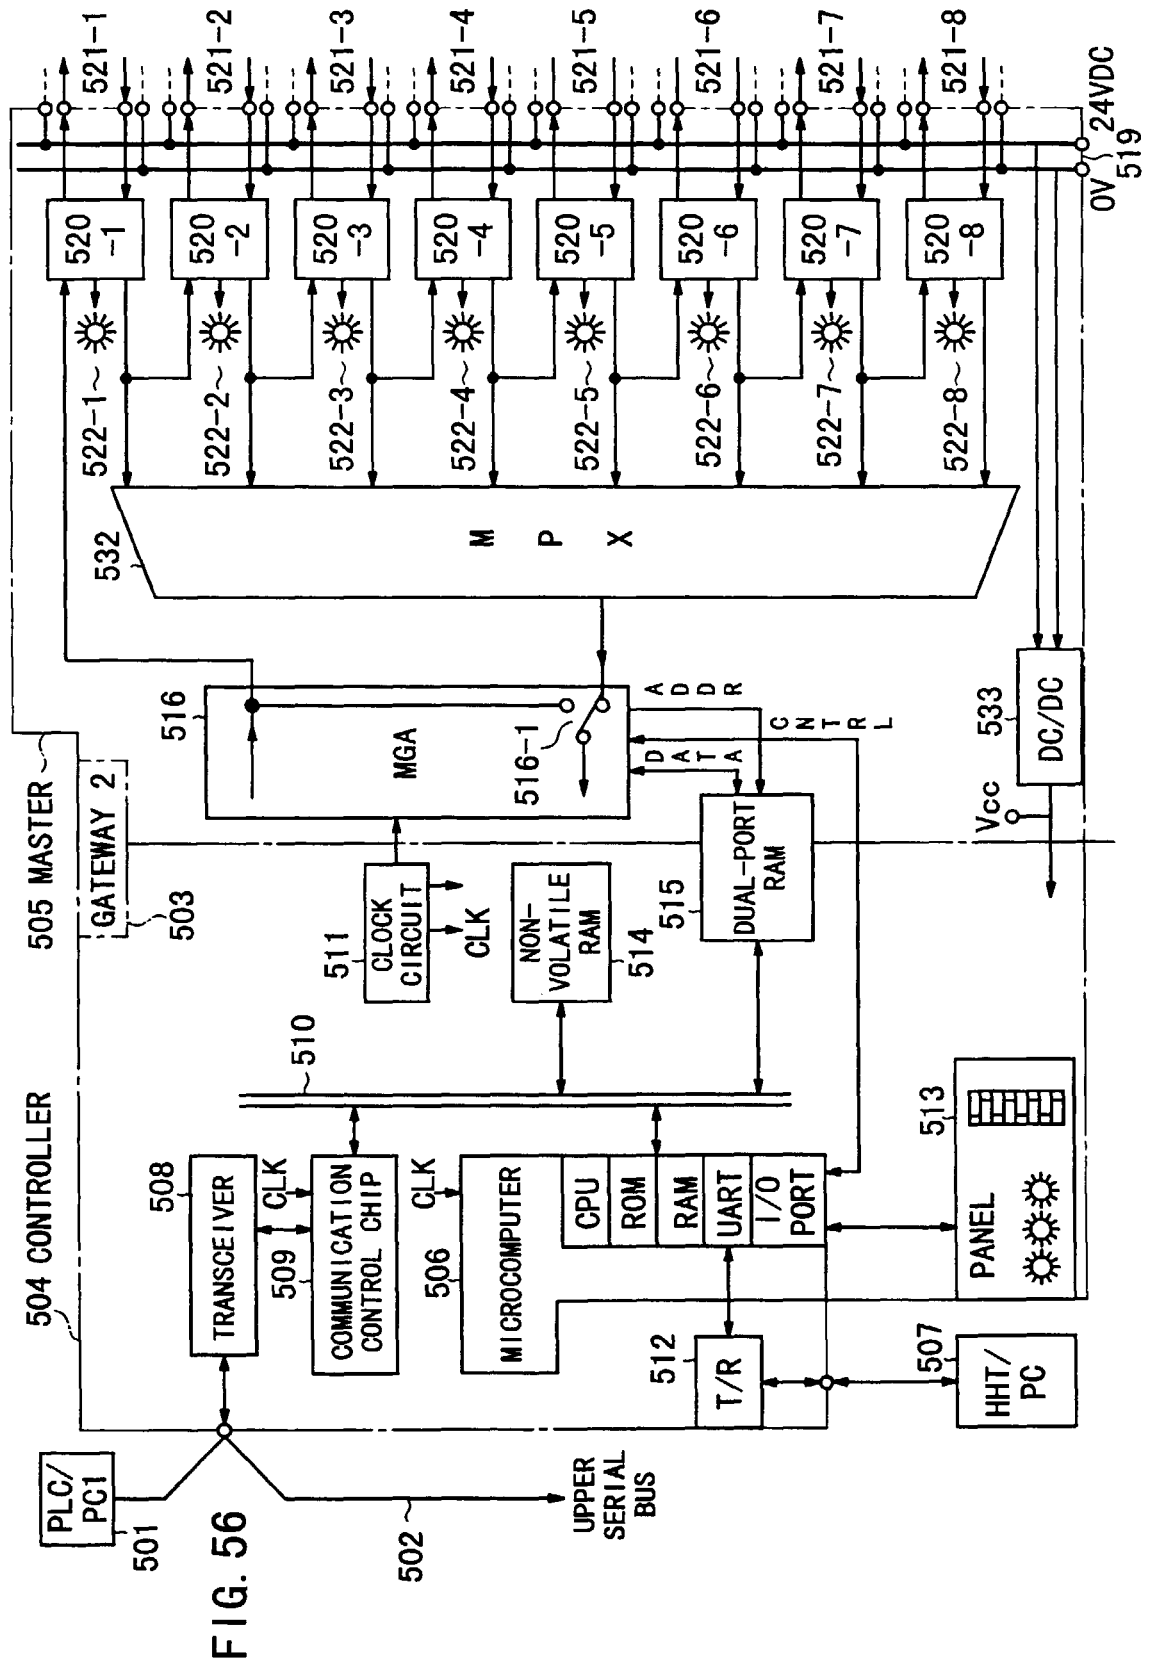 FIG. 56
501
PLC/
PC1
502
UPPER
SERIAL
BUS
504 CONTROLLER
505 MASTER
GATEWAY 2
503
508
TRANSCEIVER
CLK
509
COMMUNICATION
CONTROL CHIP
CLK
506
MICROCOMPUTER
CPU
ROM
RAM
UART
I/O
PORT
512
T/R
507
HHT/
PC
513
PANEL
510
511
CLOCK
CIRCUIT
CLK
NON-
VOLATILE
RAM
514
515
DUAL-PORT
RAM
516
MGA
516-1
ADDR
DATA
CNTRL
532
MPX
533
DC/DC
Vcc
522-1
522-2
522-3
522-4
522-5
522-6
522-7
522-8
520
-1
520
-2
520
-3
520
-4
520
-5
520
-6
520
-7
520
-8
521-1
521-2
521-3
521-4
521-5
521-6
521-7
521-8
0V
24VDC
519